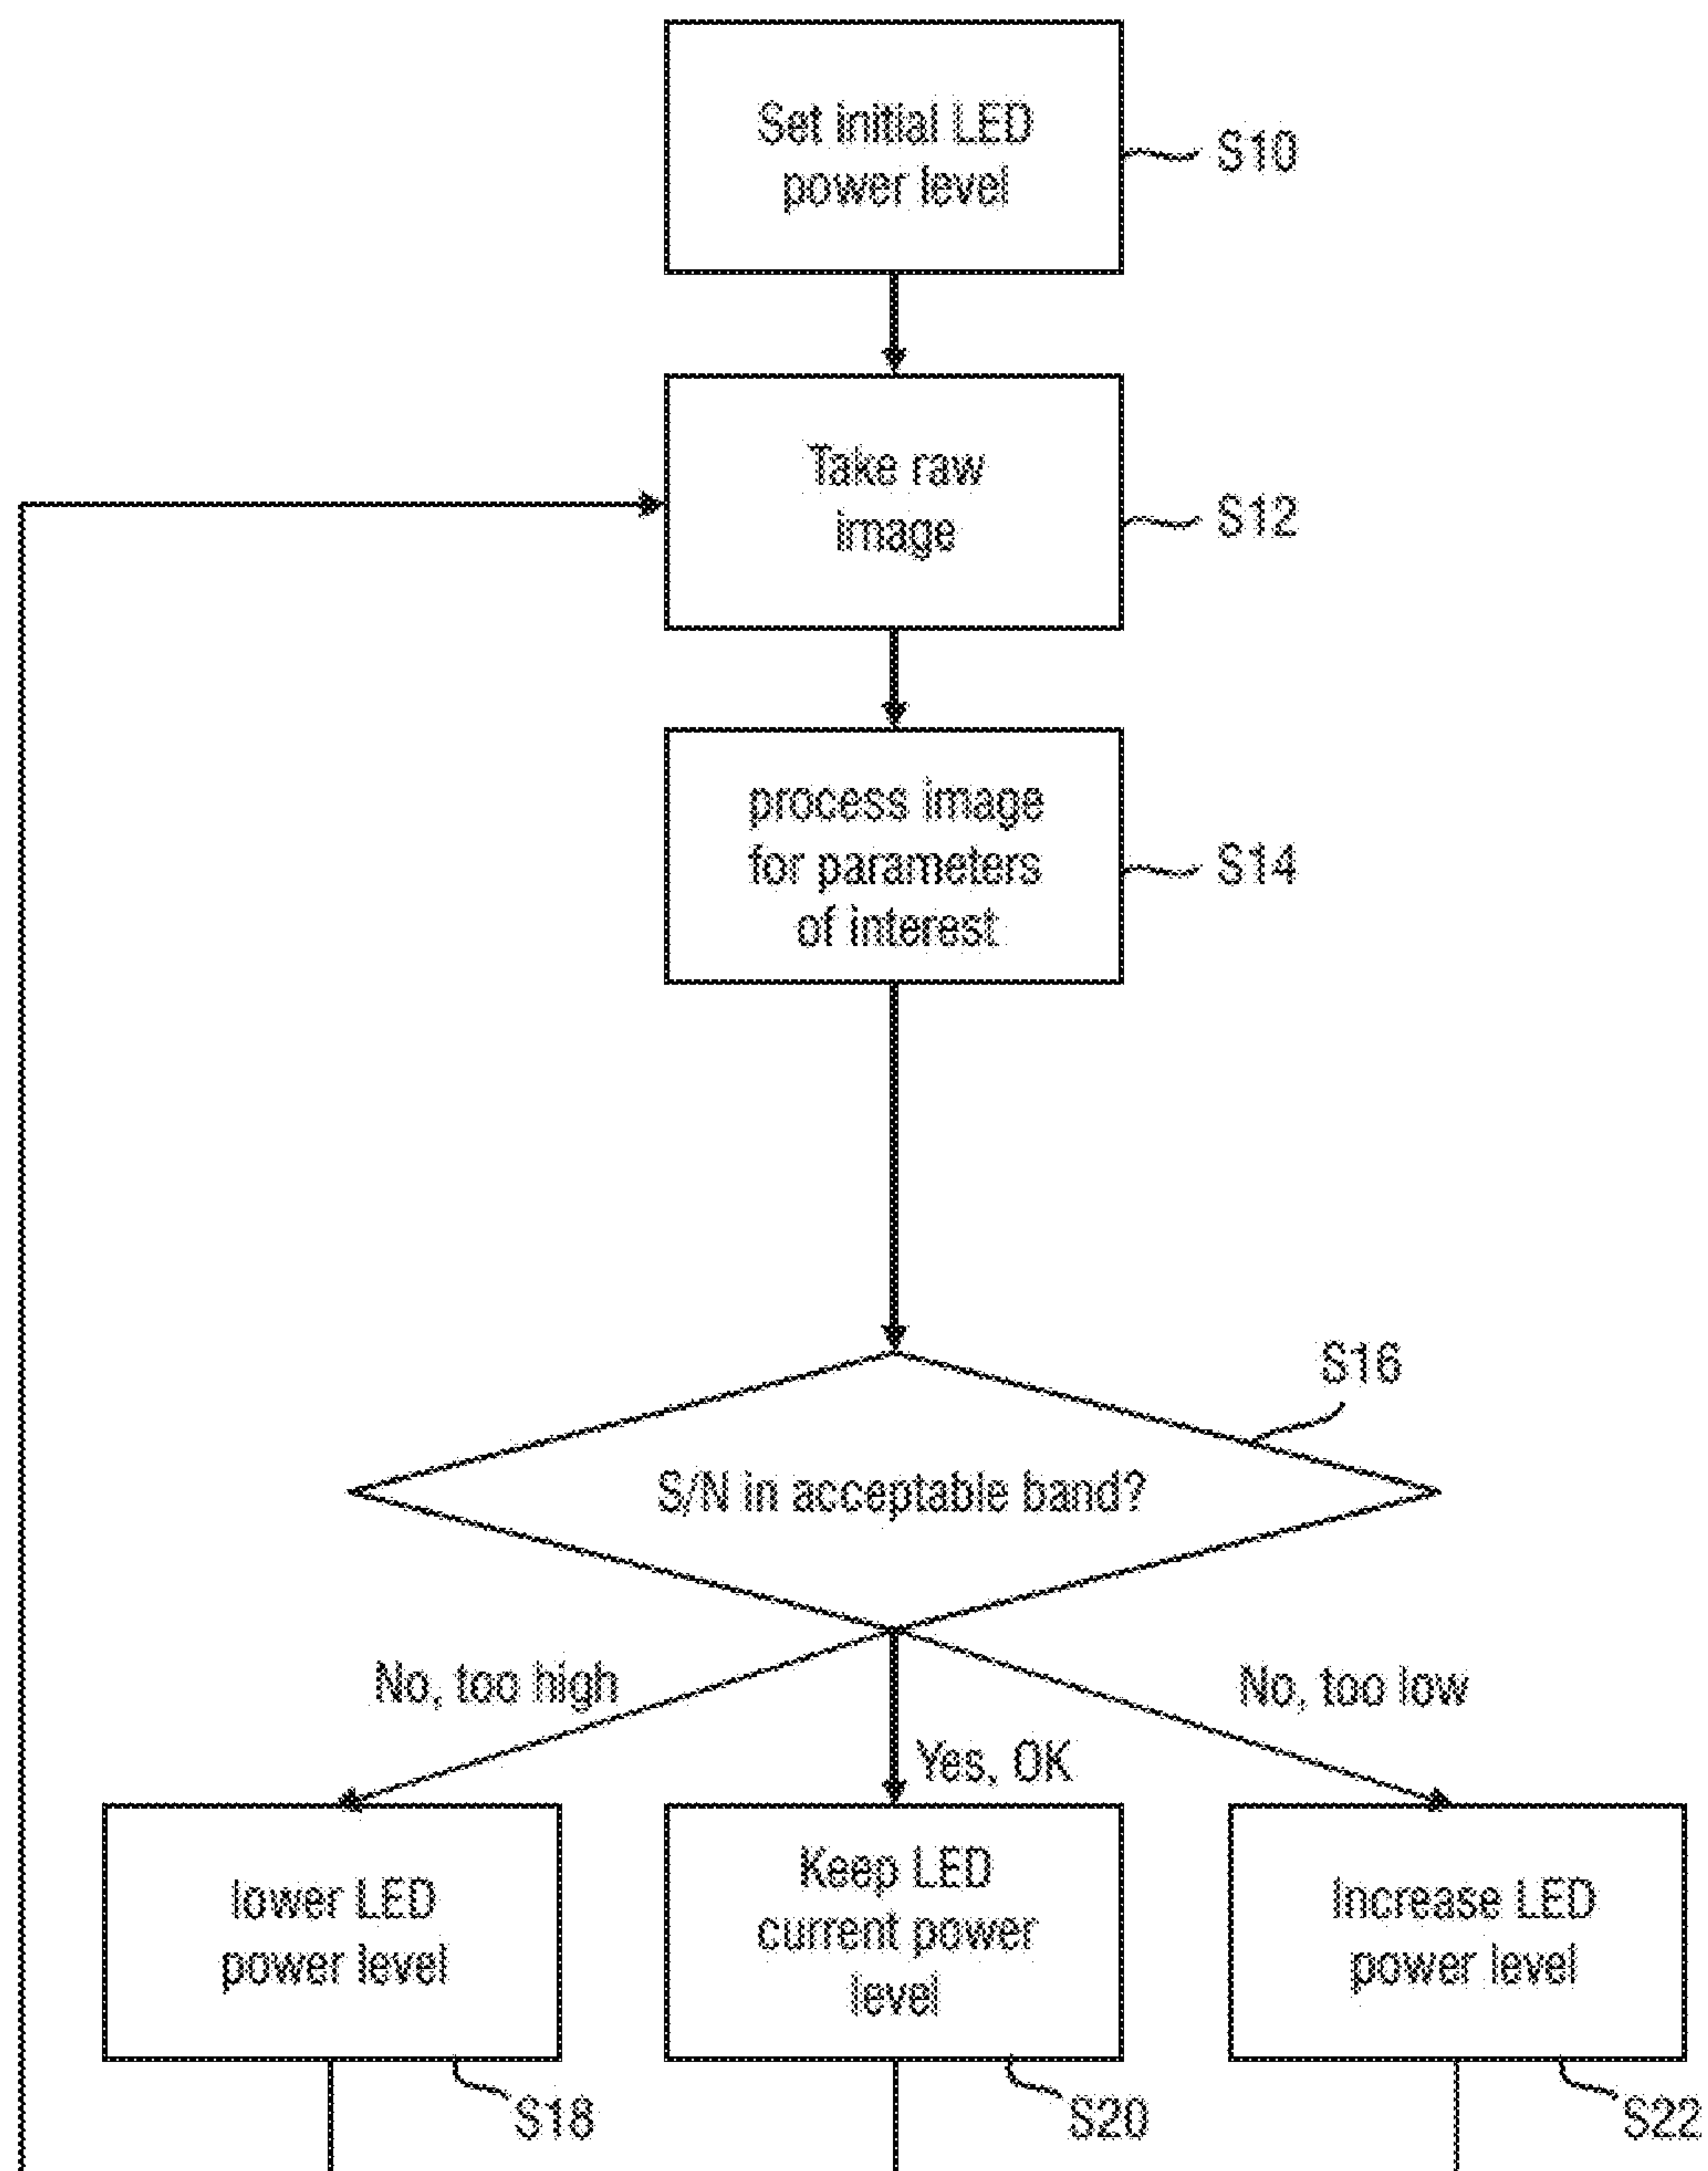 Set initial LED
power level
S10
Take raw
image
S12
process image
for parameters
of interest
S14
S16
S/N in acceptable band?
No, too high
No, too low
Yes, OK
lower LED
power level
S18
Keep LED
current power
level
S20
Increase LED
power level
S22